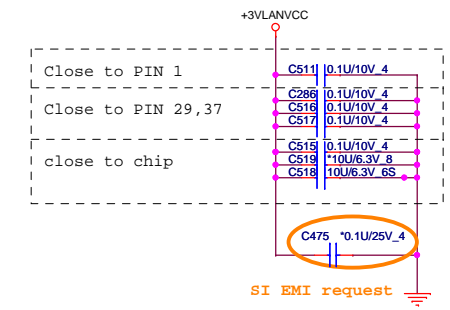 +3VLANVCC
Close to PIN 1
C511 0.1U/10V_4
C286 0.1U/10V_4
Close to PIN 29,37
C516 0.1U/10V_4
C517 0.1U/10V_4
C515 0.1U/10V_4
close to chip
C519 *10U/6.3V_8
C518 10U/6.3V_6S
C475 *0.1U/25V_4
SI EMI request